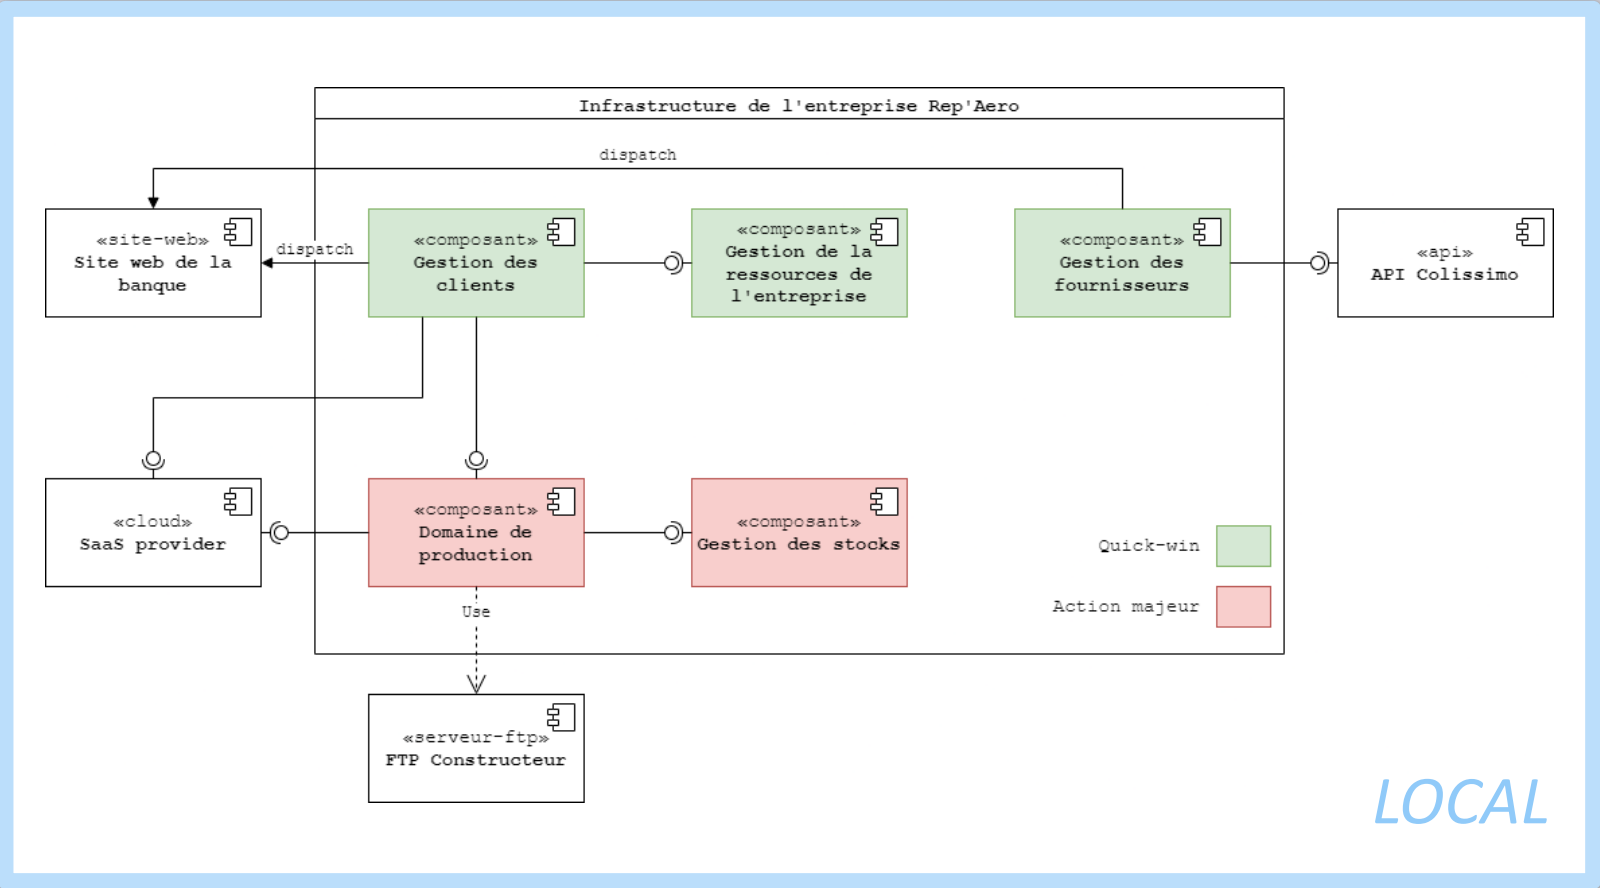 Infrastructure de l'entreprise Rep'Aero
dispatch
«site-web»
Site web de la
banque
dispatch
«composant»
Gestion des
clients
«composant»
Gestion de la
ressources de
l'entreprise
«composant»
Gestion des
fournisseurs
«api»
API Colissimo
«cloud»
SaaS provider
«composant»
Domaine de
production
«composant»
Gestion des stocks
Quick-win
Action majeur
Use
«serveur-ftp»
FTP Constructeur
LOCAL